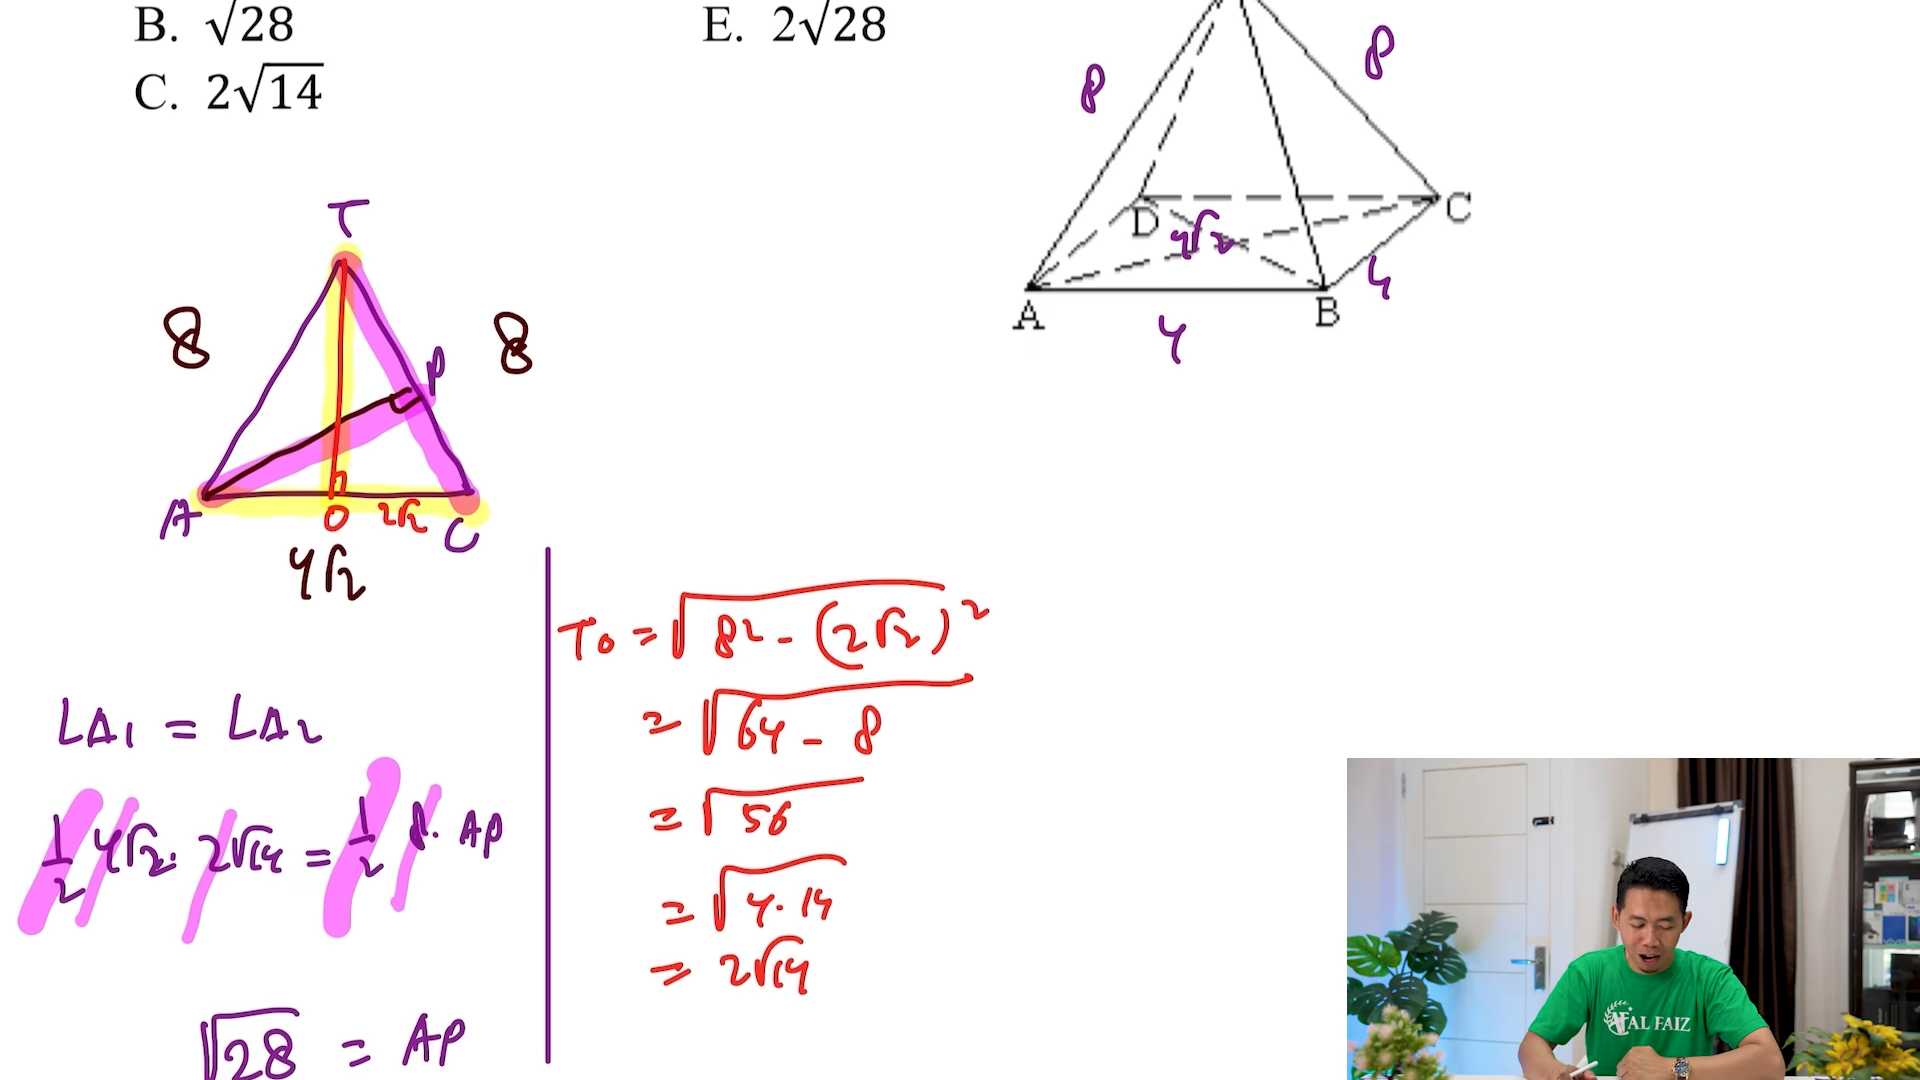 B. √28
E. 2√28
C. 2√14
8
8
D
C
4√2
4
A
B
4
T
8
8
P
A
O
2√2
C
4√2
TO = √8² - (2√2)²
= √64 - 8
= √56
= √4 · 14
= 2√14
LΔ1 = LΔ2
1/2 4√2 · 2√14 = 1/2 8 · AP
√28 = AP
AL FAIZ